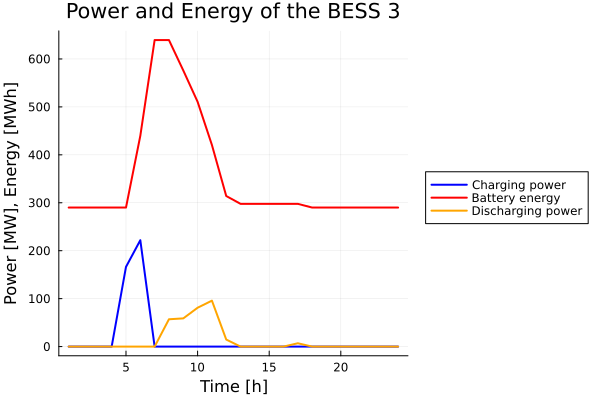 Power and Energy of the BESS 3
Power [MW], Energy [MWh]
600
500
400
300
200
100
0
5
10
15
20
Time [h]
Charging power
Battery energy
Discharging power